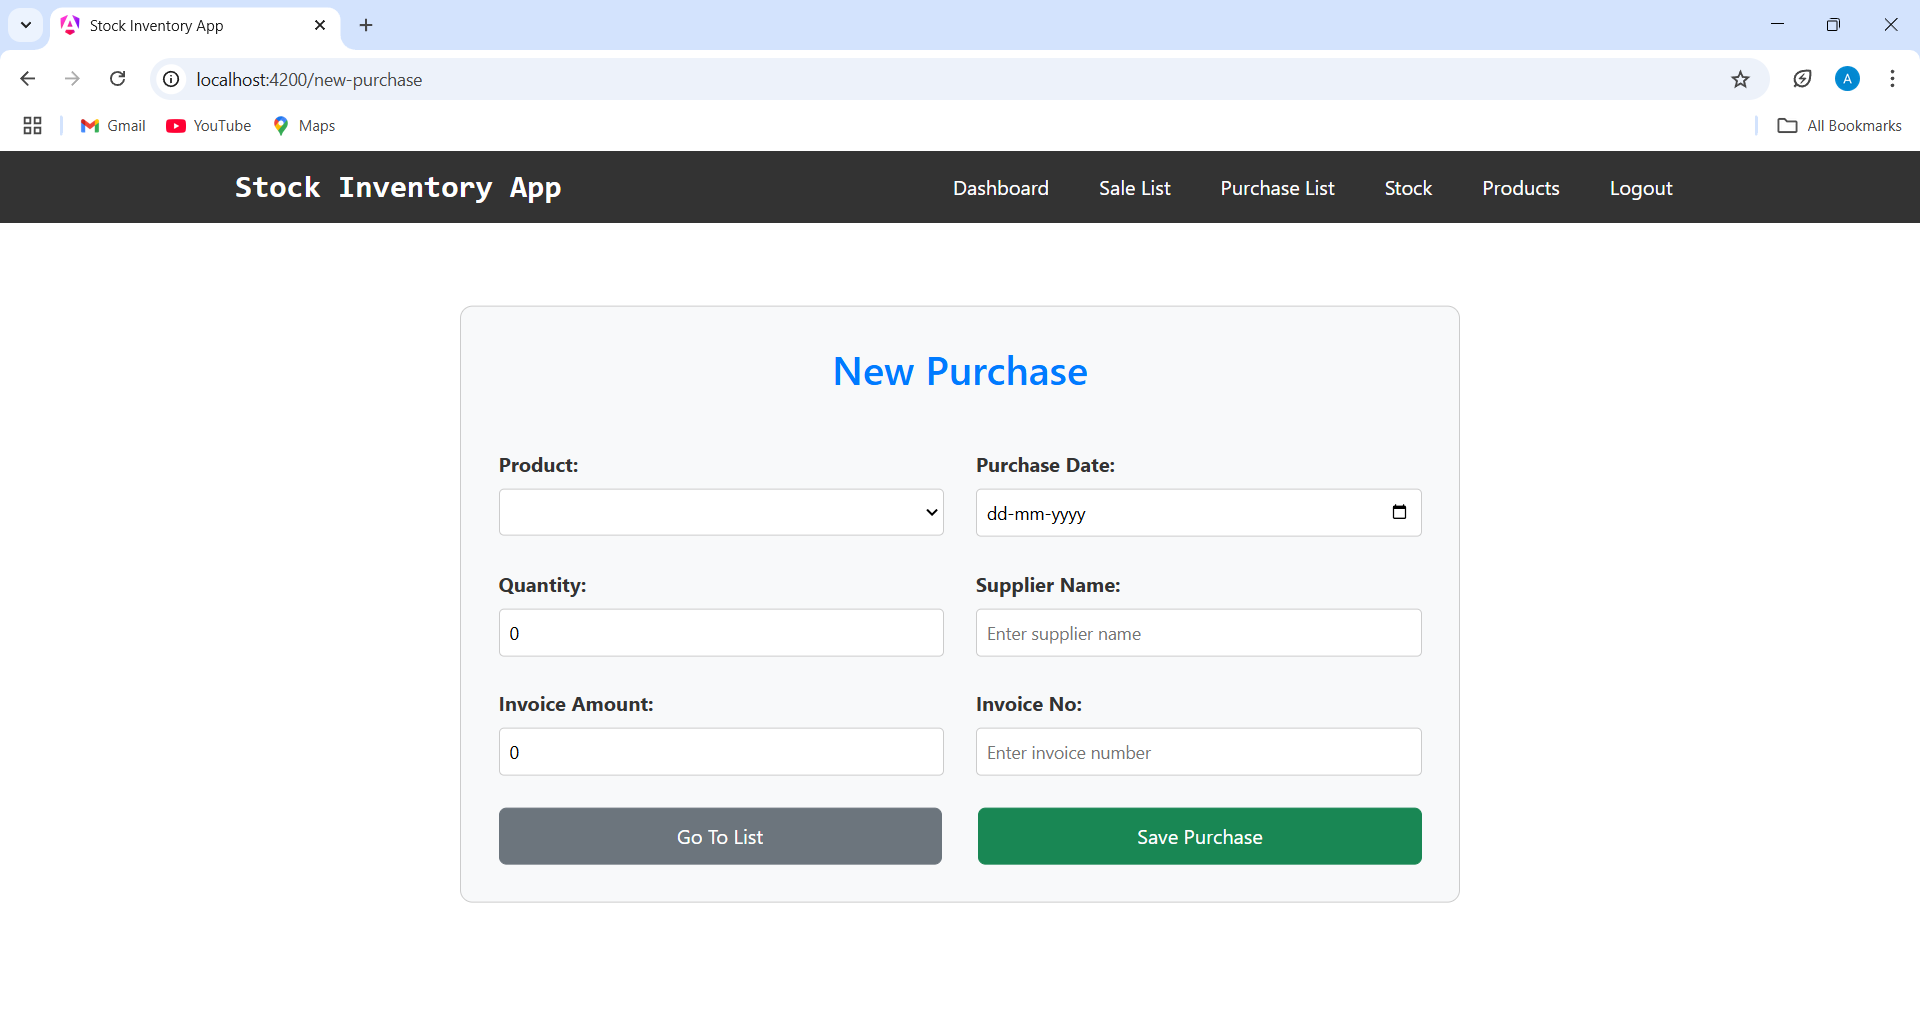 Stock Inventory App
localhost:4200/new-purchase
A
Gmail YouTube Maps All Bookmarks
Stock Inventory App Dashboard Sale List Purchase List Stock Products Logout
New Purchase
Product: Purchase Date:
dd-mm-yyyy
Quantity: Supplier Name:
0 Enter supplier name
Invoice Amount: Invoice No:
0 Enter invoice number
Go To List Save Purchase